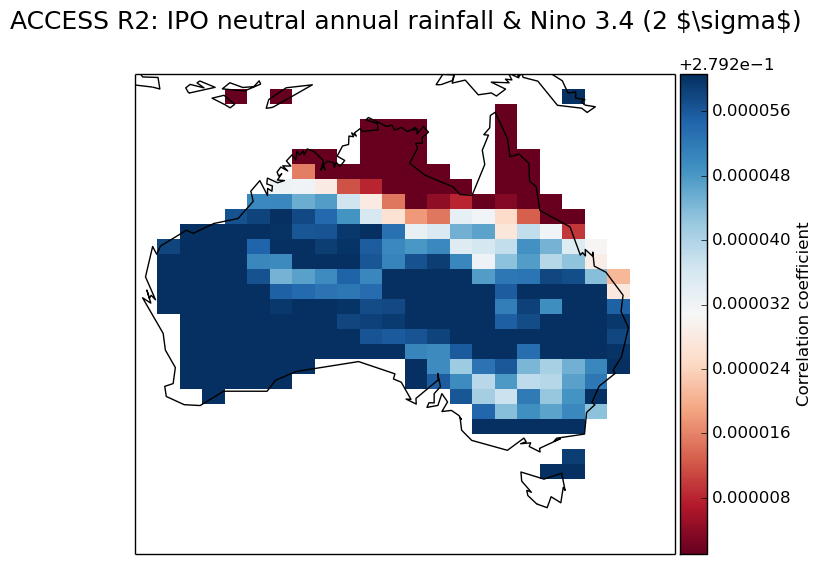 ACCESS R2: IPO neutral annual rainfall & Nino 3.4 (2 $\sigma$)
+2.792e−1
0.000056
0.000048
0.000040
0.000032
0.000024
0.000016
0.000008
Correlation coefficient